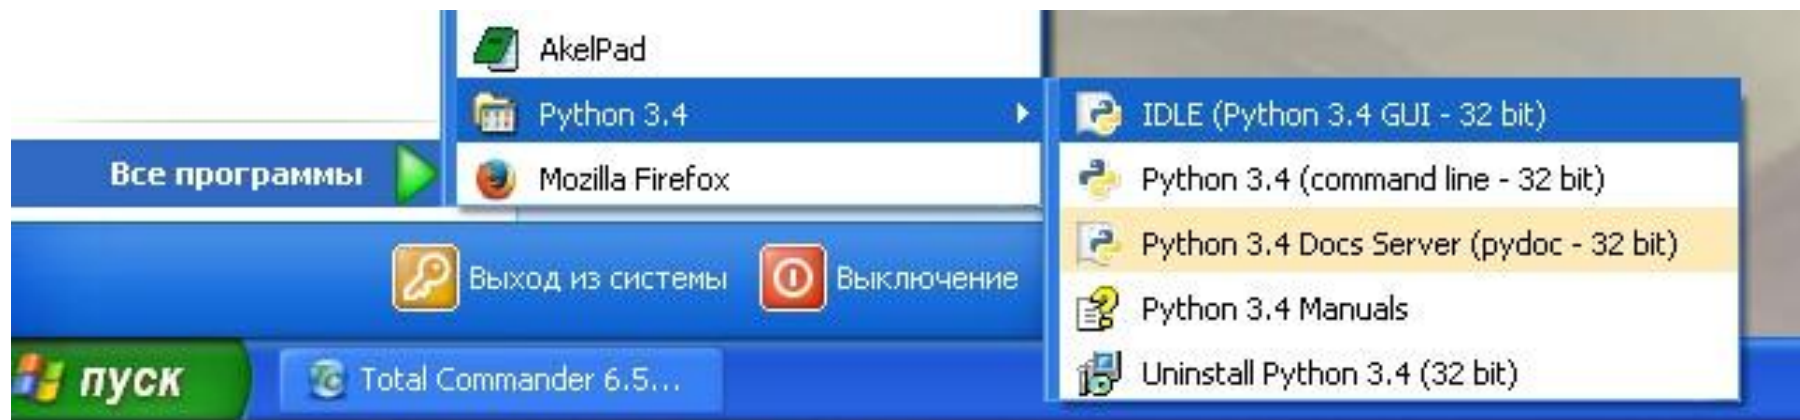 AkelPad
Python 3.4
Mozilla Firefox
Все программы
IDLE (Python 3.4 GUI - 32 bit)
Python 3.4 (command line - 32 bit)
Python 3.4 Docs Server (pydoc - 32 bit)
Python 3.4 Manuals
Uninstall Python 3.4 (32 bit)
Выход из системы
Выключение
пуск
Total Commander 6.5...